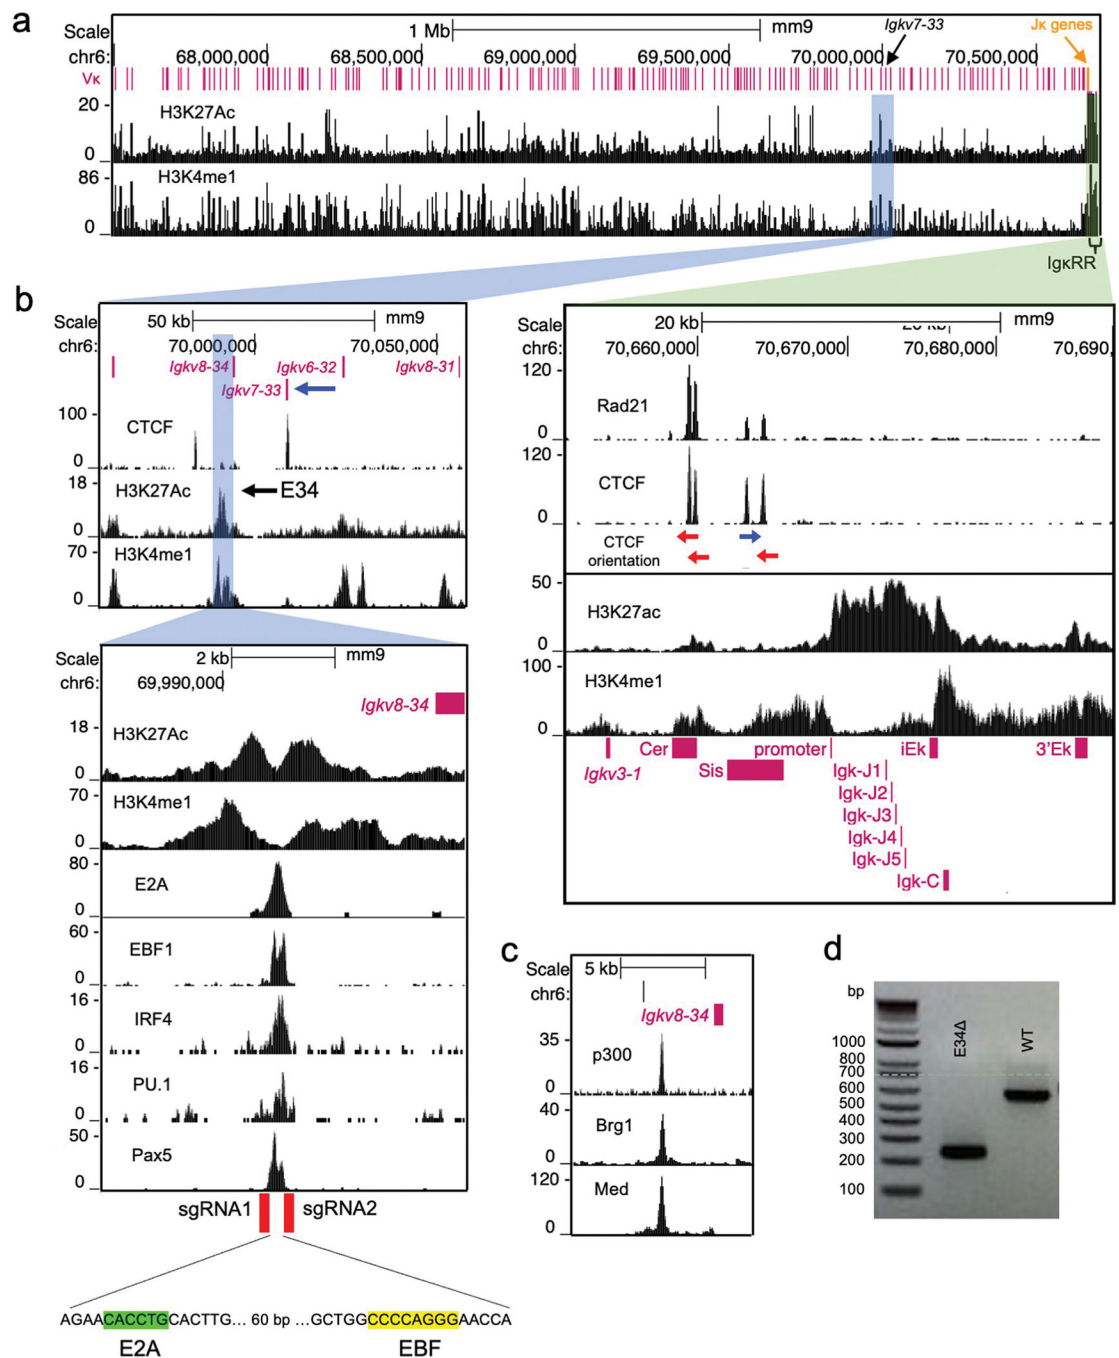 a
Scale 1 Mb mm9 Igkv7-33 Jκ genes
chr6: 68,000,000 68,500,000 69,000,000 69,500,000 70,000,000 70,500,000
Vκ
20 - H3K27Ac
0 _
86 - H3K4me1
0 _
IgκRR
b
Scale 50 kb mm9
chr6: 70,000,000 70,050,000
Igkv8-34 Igkv6-32 Igkv8-31
Igkv7-33
100 - CTCF
0 _
18 - H3K27Ac E34
0 _
70 - H3K4me1
0 _
Scale 2 kb mm9
chr6: 69,990,000
Igkv8-34
18 - H3K27Ac
0 _
70 - H3K4me1
0 _
80 - E2A
0 _
60 - EBF1
0 _
16 - IRF4
0 _
16 - PU.1
0 _
50 - Pax5
0 _
sgRNA1 sgRNA2
AGAACACCTGCACTTG... 60 bp ...GCTGGCCCCAGGGAACCA
E2A EBF
Scale 20 kb mm9
chr6: 70,660,000 70,670,000 70,680,000 70,690,
120 - Rad21
0 _
120 - CTCF
0 _
CTCF
orientation
50 - H3K27ac
0 _
100 - H3K4me1
0 _
Cer promoter iEk 3'Ek
Igkv3-1 Sis Igk-J1
Igk-J2
Igk-J3
Igk-J4
Igk-J5
Igk-C
c
Scale 5 kb
chr6:
Igkv8-34
35 - p300
0 _
40 - Brg1
0 _
120 - Med
0 _
d
bp E34Δ WT
1000
800
700
600
500
400
300
200
100